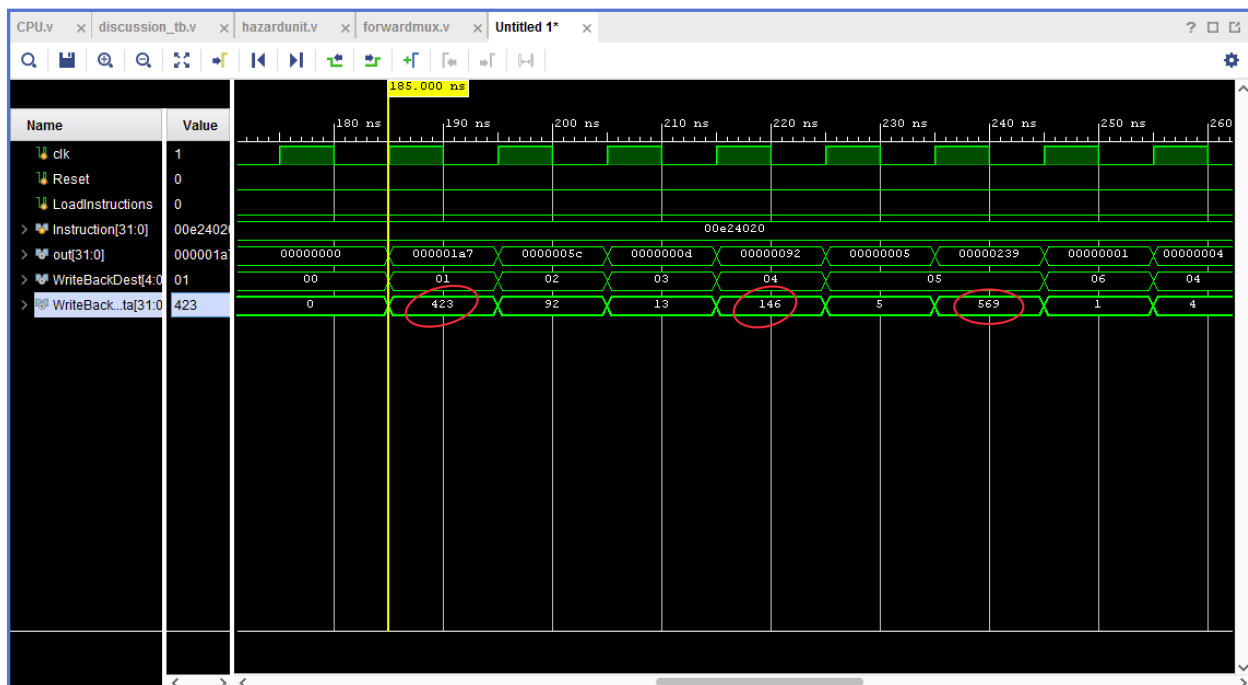 CPU.v × discussion_tb.v × hazardunit.v × forwardmux.v × Untitled 1* × ?
185.000 ns
Name Value 180 ns 190 ns 200 ns 210 ns 220 ns 230 ns 240 ns 250 ns 260
clk 1
Reset 0
LoadInstructions 0
Instruction[31:0] 00e24020 00e24020
out[31:0] 000001a7 00000000 000001a7 0000005c 0000000d 00000092 00000005 00000239 00000001 00000004
WriteBackDest[4:0 01 00 01 02 03 04 05 06 04
WriteBack...ta[31:0 423 0 423 92 13 146 5 569 1 4